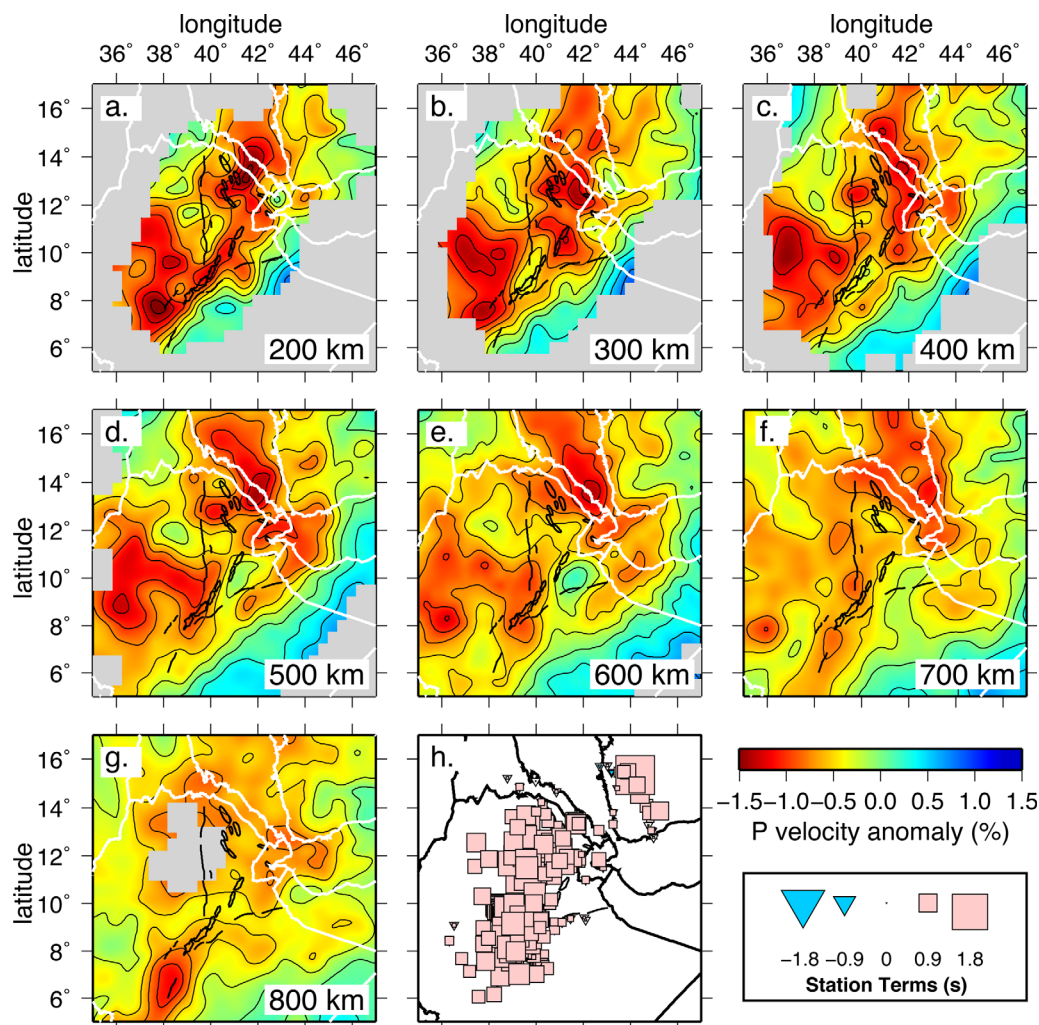 longitude longitude longitude
36° 38° 40° 42° 44° 46° 36° 38° 40° 42° 44° 46° 36° 38° 40° 42° 44° 46°
latitude
16°
14°
12°
10°
8°
6°
a. b. c.
200 km 300 km 400 km
latitude
16°
14°
12°
10°
8°
6°
d. e. f.
500 km 600 km 700 km
latitude
16°
14°
12°
10°
8°
6°
g. h.
800 km
−1.5 −1.0 −0.5 0.0 0.5 1.0 1.5
P velocity anomaly (%)
−1.8 −0.9 0 0.9 1.8
Station Terms (s)